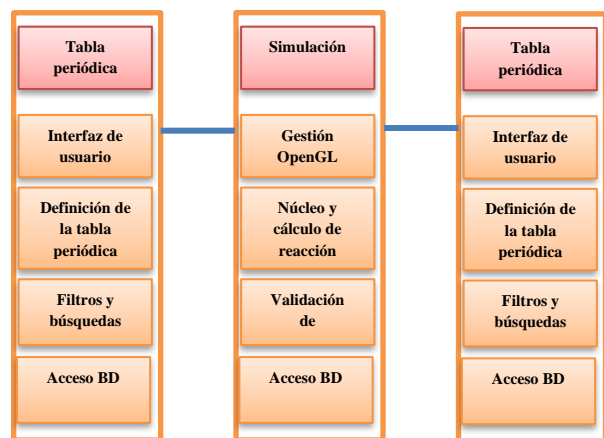 Tabla
periódica
Interfaz de
usuario
Definición de
la tabla
periódica
Filtros y
búsquedas
Acceso BD
Simulación
Gestión
OpenGL
Núcleo y
cálculo de
reacción
Validación
de
Acceso BD
Tabla
periódica
Interfaz de
usuario
Definición de
la tabla
periódica
Filtros y
búsquedas
Acceso BD